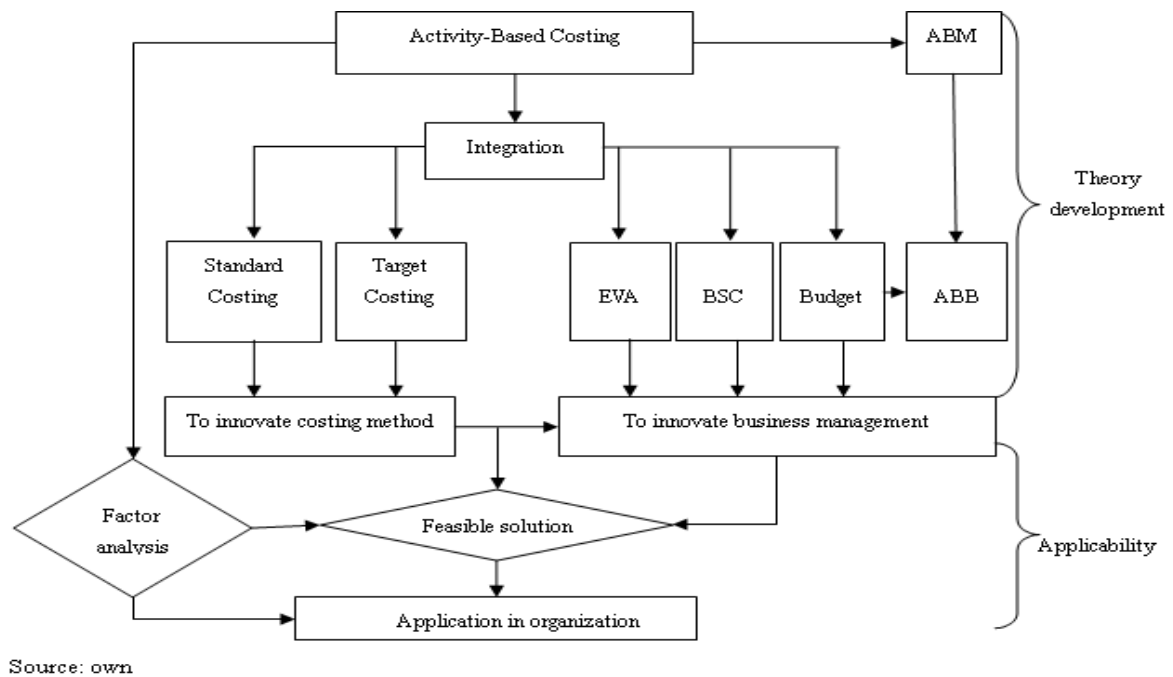 Activity-Based Costing
ABM
Integration
Theory
development
Standard
Costing
Target
Costing
EVA
BSC
Budget
ABB
To innovate costing method
To innovate business management
Factor
analysis
Feasible solution
Applicability
Application in organization
Source: own